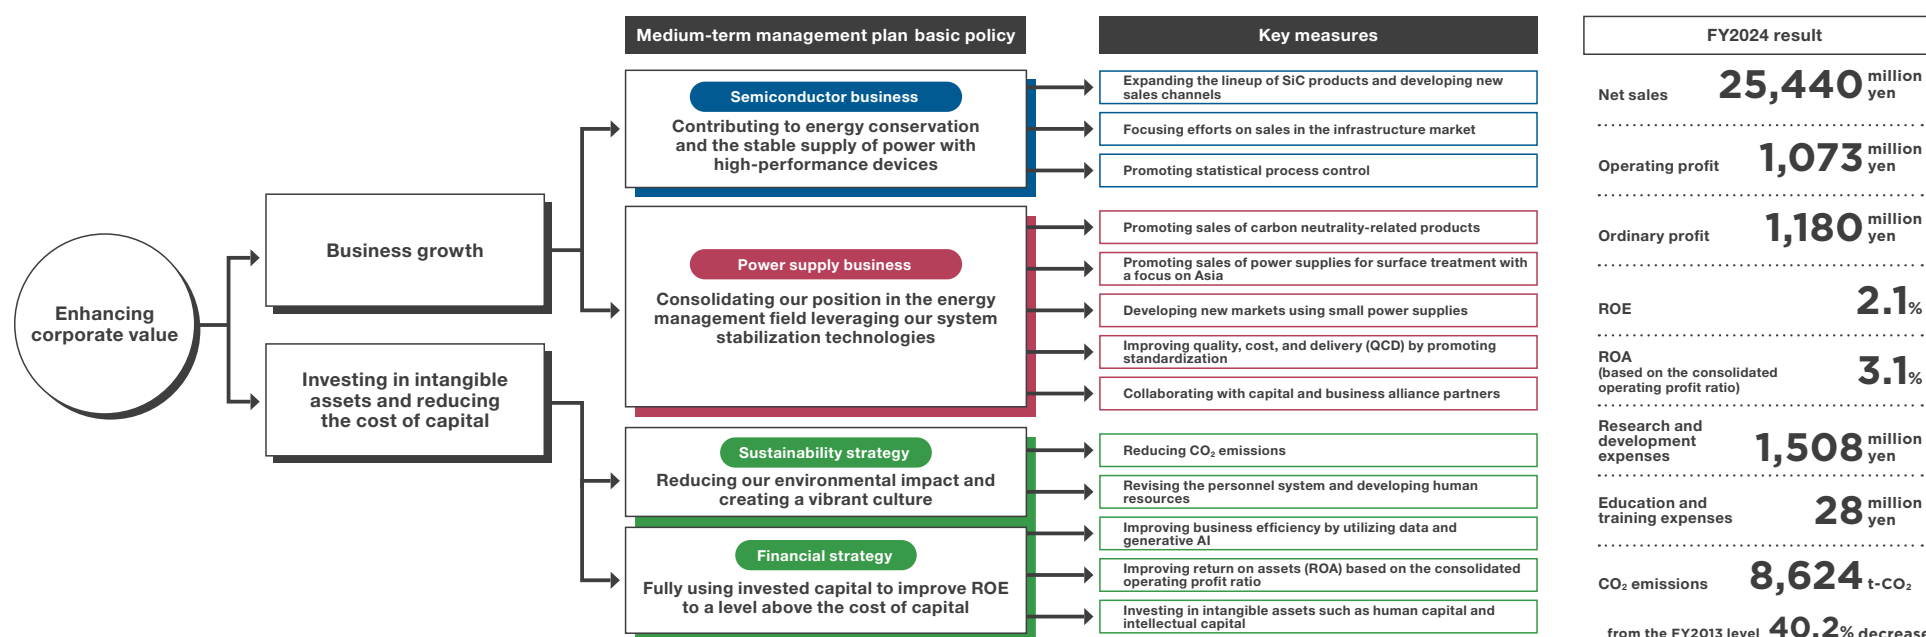 Enhancing
corporate value
Business growth
Investing in intangible
assets and reducing
the cost of capital
Medium-term management plan basic policy
Semiconductor business
Contributing to energy conservation
and the stable supply of power with
high-performance devices
Power supply business
Consolidating our position in the energy
management field leveraging our system
stabilization technologies
Sustainability strategy
Reducing our environmental impact and
creating a vibrant culture
Financial strategy
Fully using invested capital to improve ROE
to a level above the cost of capital
Key measures
Expanding the lineup of SiC products and developing new
sales channels
Focusing efforts on sales in the infrastructure market
Promoting statistical process control
Promoting sales of carbon neutrality-related products
Promoting sales of power supplies for surface treatment with
a focus on Asia
Developing new markets using small power supplies
Improving quality, cost, and delivery (QCD) by promoting
standardization
Collaborating with capital and business alliance partners
Reducing CO₂ emissions
Revising the personnel system and developing human
resources
Improving business efficiency by utilizing data and
generative AI
Improving return on assets (ROA) based on the consolidated
operating profit ratio
Investing in intangible assets such as human capital and
intellectual capital
FY2024 result
Net sales 25,440 million yen
Operating profit 1,073 million yen
Ordinary profit 1,180 million yen
ROE 2.1%
ROA
(based on the consolidated
operating profit ratio) 3.1%
Research and
development
expenses 1,508 million yen
Education and
training expenses 28 million yen
CO₂ emissions 8,624 t-CO₂
from the FY2013 level 40.2% decrease